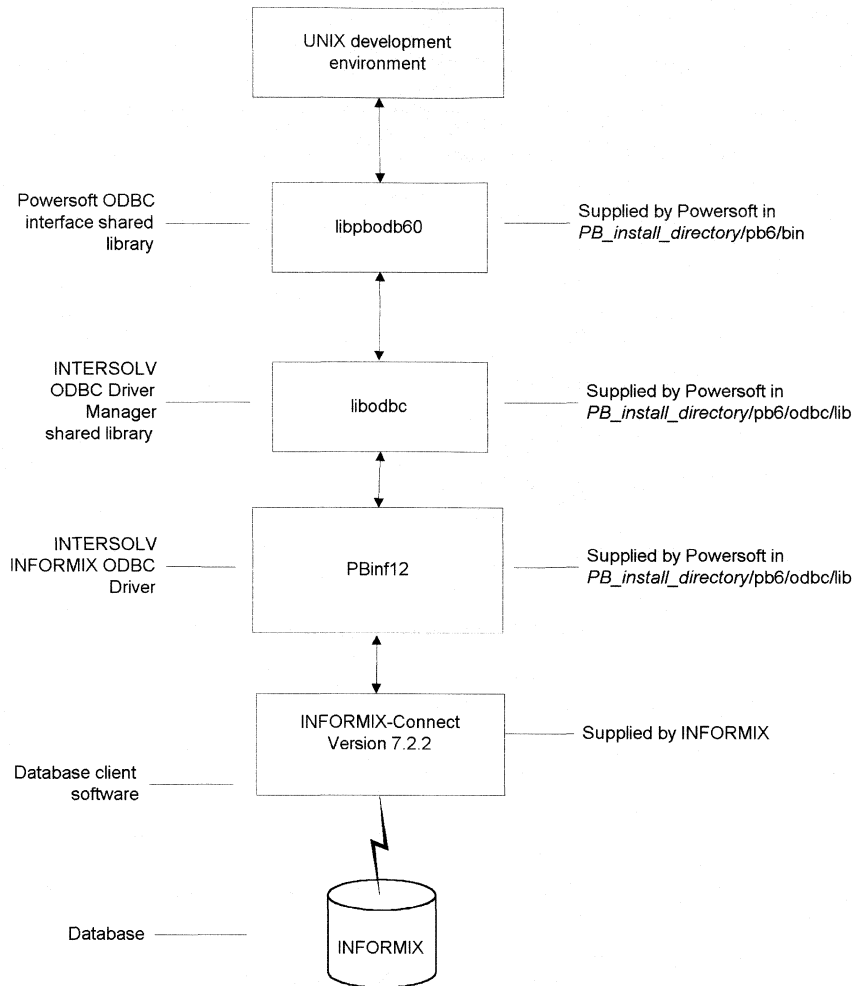 UNIX development
environment
Powersoft ODBC
interface shared
library
libpbodb60
Supplied by Powersoft in
PB_install_directory/pb6/bin
INTERSOLV
ODBC Driver
Manager
shared library
libodbc
Supplied by Powersoft in
PB_install_directory/pb6/odbc/lib
INTERSOLV
INFORMIX ODBC
Driver
PBinf12
Supplied by Powersoft in
PB_install_directory/pb6/odbc/lib
INFORMIX-Connect
Version 7.2.2
Supplied by INFORMIX
Database client
software
Database
INFORMIX